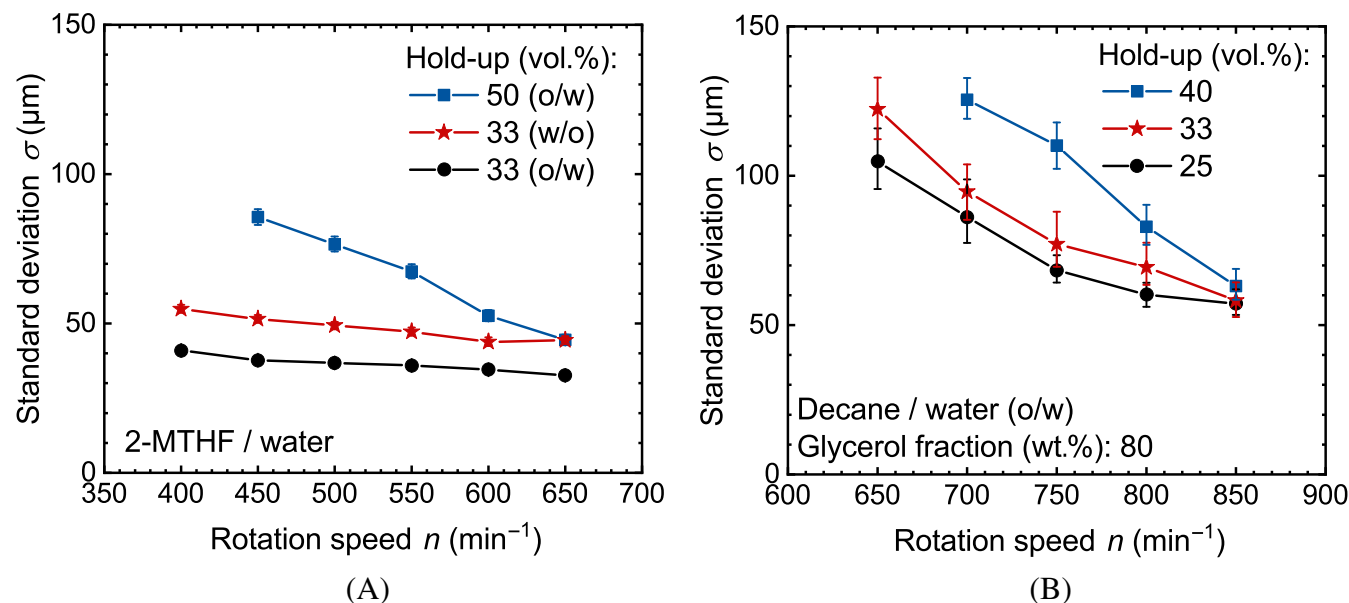 150
100
50
0
350 400 450 500 550 600 650 700
Standard deviation σ (µm)
Rotation speed n (min⁻¹)
Hold-up (vol.%):
50 (o/w)
33 (w/o)
33 (o/w)
2-MTHF / water
(A)
150
100
50
0
600 650 700 750 800 850 900
Standard deviation σ (µm)
Rotation speed n (min⁻¹)
Hold-up (vol.%):
40
33
25
Decane / water (o/w)
Glycerol fraction (wt.%): 80
(B)